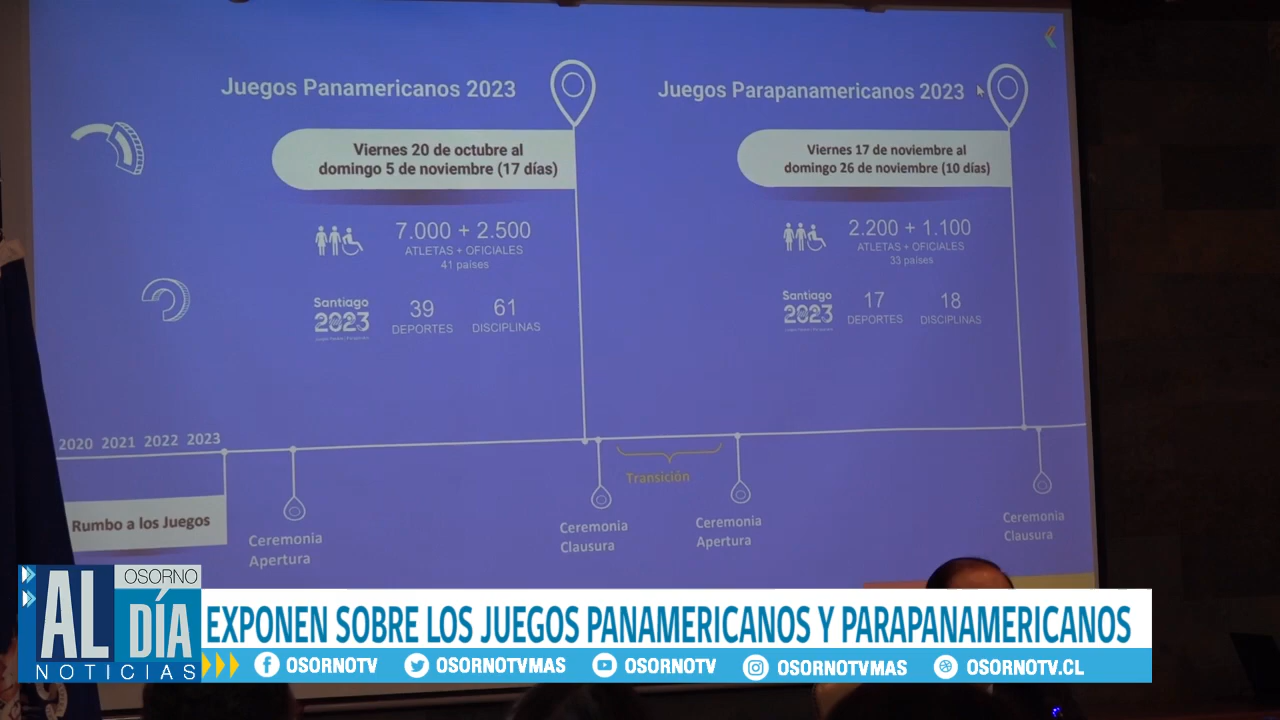 Juegos Panamericanos 2023
Viernes 20 de octubre al
domingo 5 de noviembre (17 días)
7.000 + 2.500
ATLETAS + OFICIALES
41 países
Santiago
2023
39
DEPORTES
61
DISCIPLINAS
Juegos Parapanamericanos 2023
Viernes 17 de noviembre al
domingo 26 de noviembre (10 días)
2.200 + 1.100
ATLETAS + OFICIALES
33 países
Santiago
2023
17
DEPORTES
18
DISCIPLINAS
2020 2021 2022 2023
Rumbo a los Juegos
Ceremonia
Apertura
Ceremonia
Clausura
Transición
Ceremonia
Apertura
Ceremonia
Clausura
OSORNO
AL DÍA
NOTICIAS
EXPONEN SOBRE LOS JUEGOS PANAMERICANOS Y PARAPANAMERICANOS
OSORNOTV OSORNOTVMAS OSORNOTV OSORNOTVMAS OSORNOTV.CL